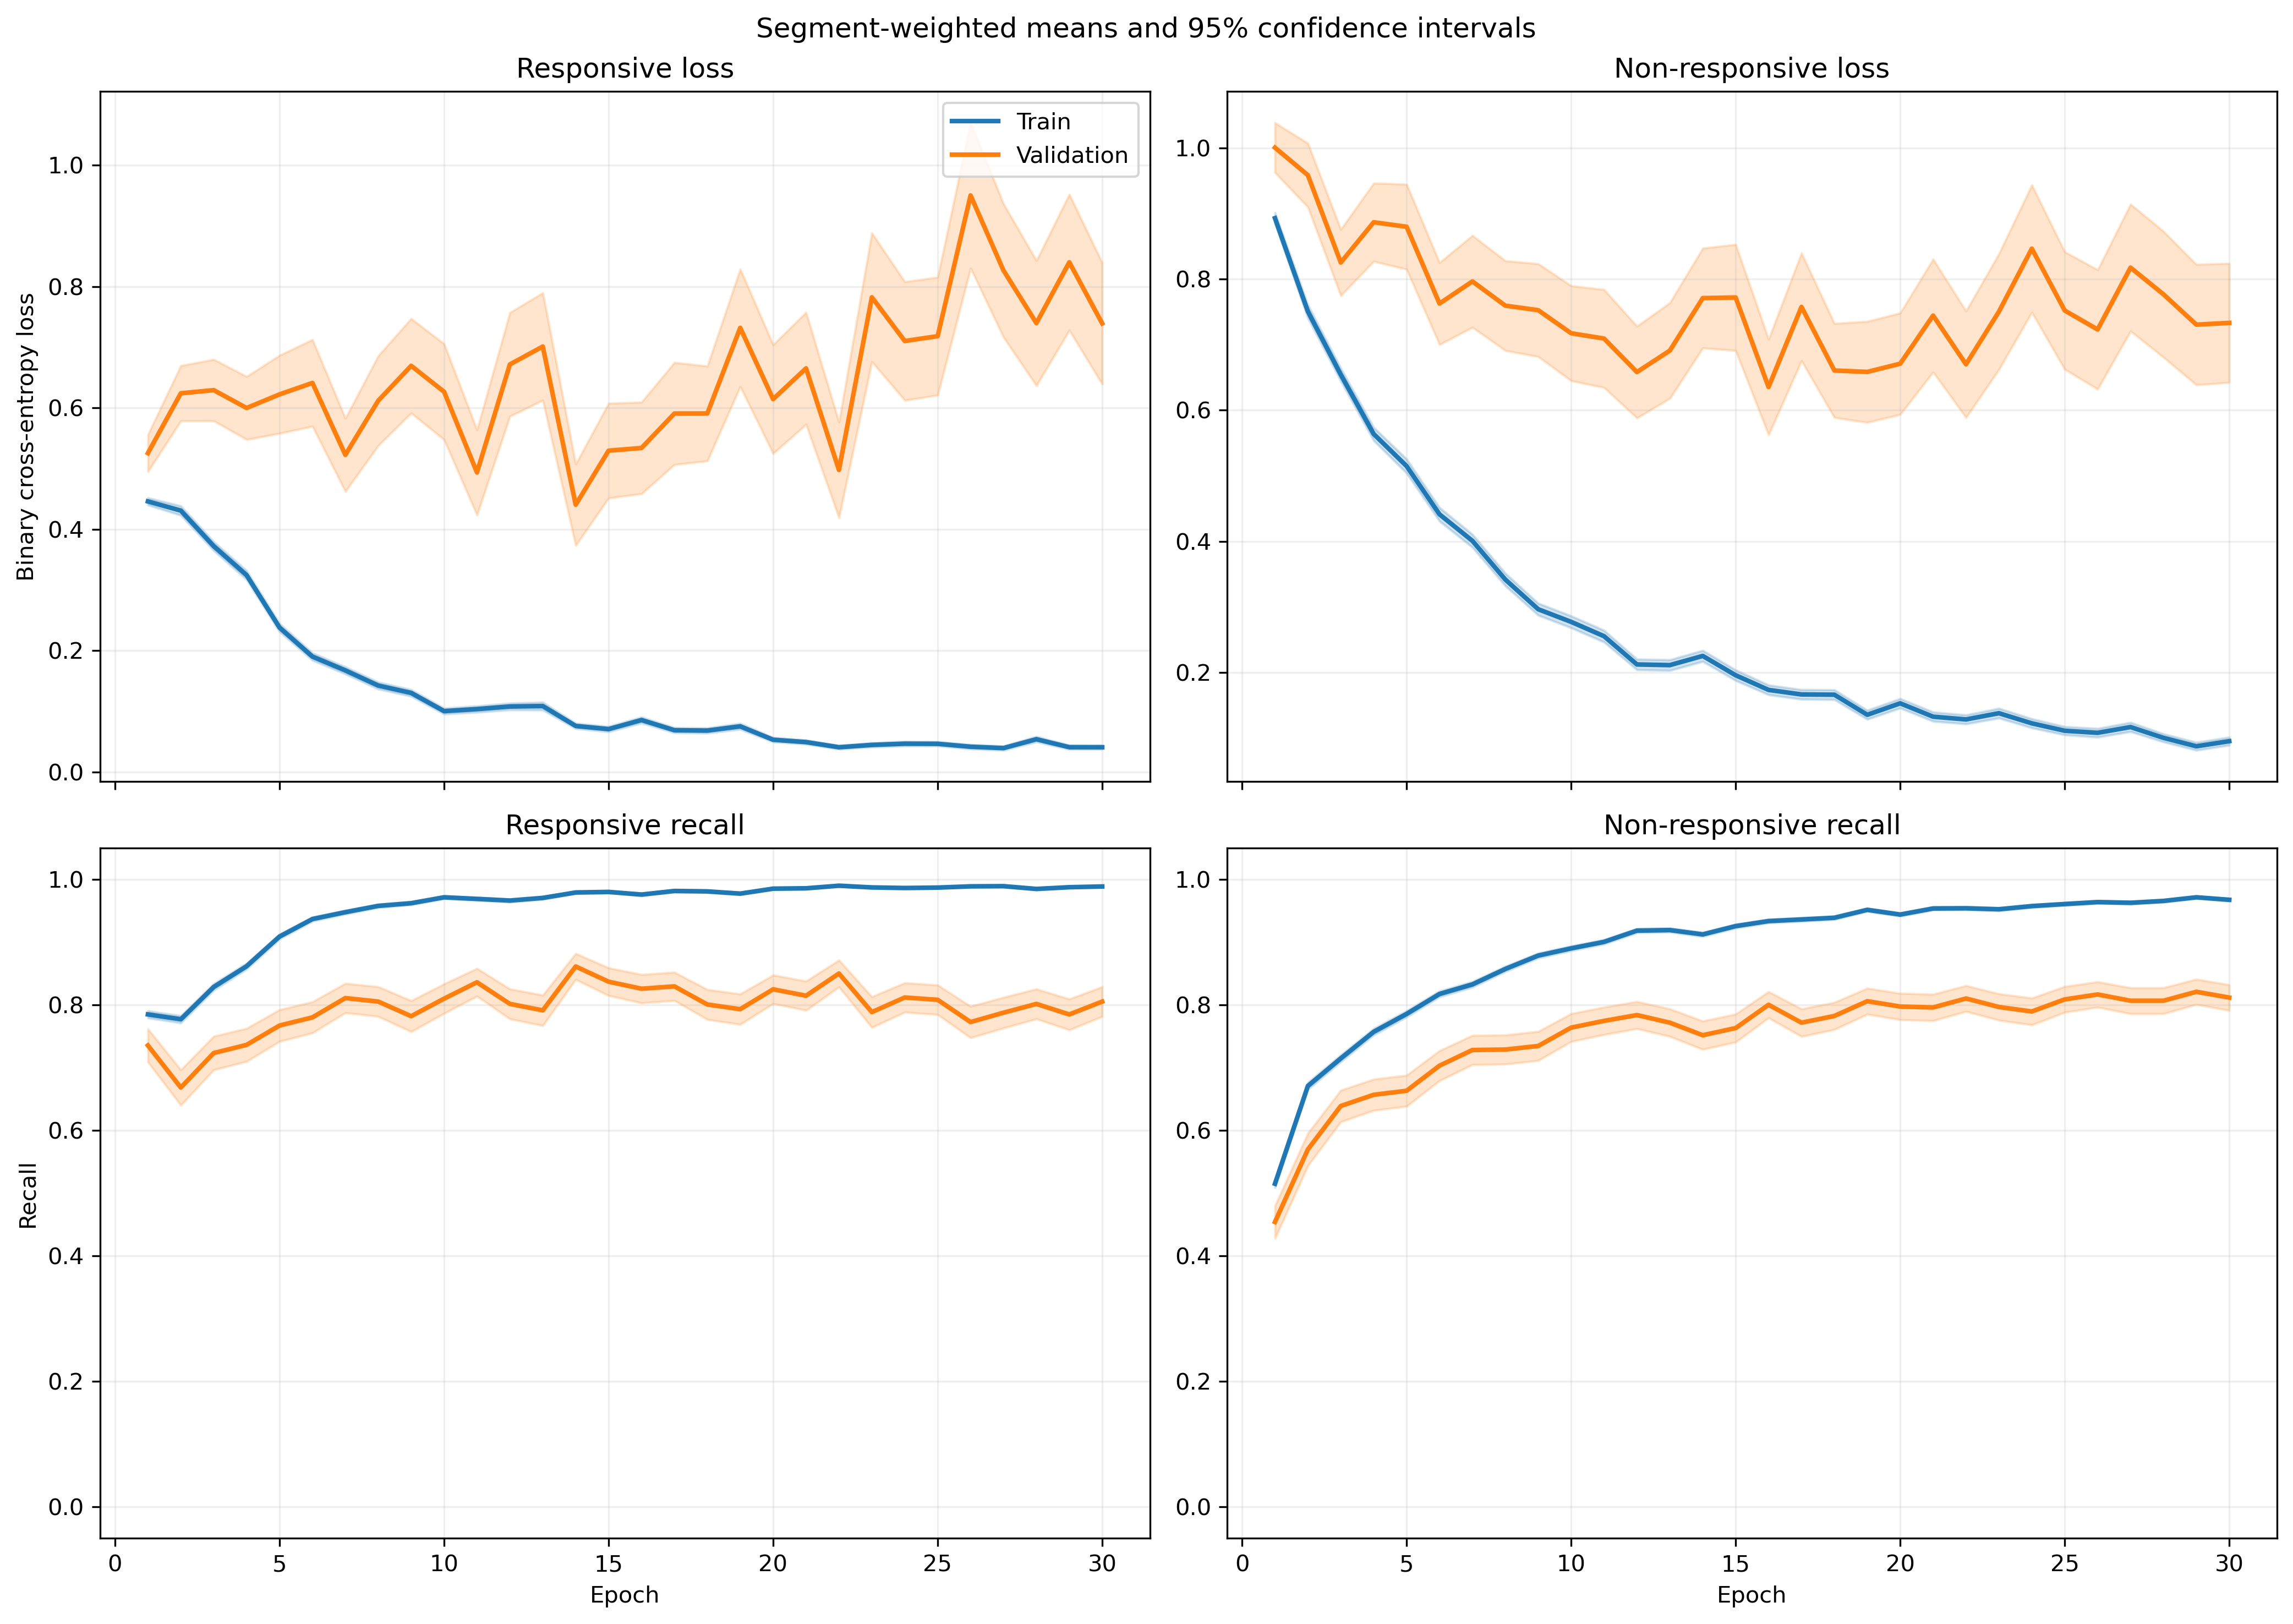 Segment-weighted means and 95% confidence intervals
Responsive loss
Non-responsive loss
Train
Validation
Binary cross-entropy loss
1.0
0.8
0.6
0.4
0.2
0.0
1.0
0.8
0.6
0.4
0.2
Responsive recall
Non-responsive recall
Recall
1.0
0.8
0.6
0.4
0.2
0.0
0 5 10 15 20 25 30
Epoch
1.0
0.8
0.6
0.4
0.2
0.0
0 5 10 15 20 25 30
Epoch